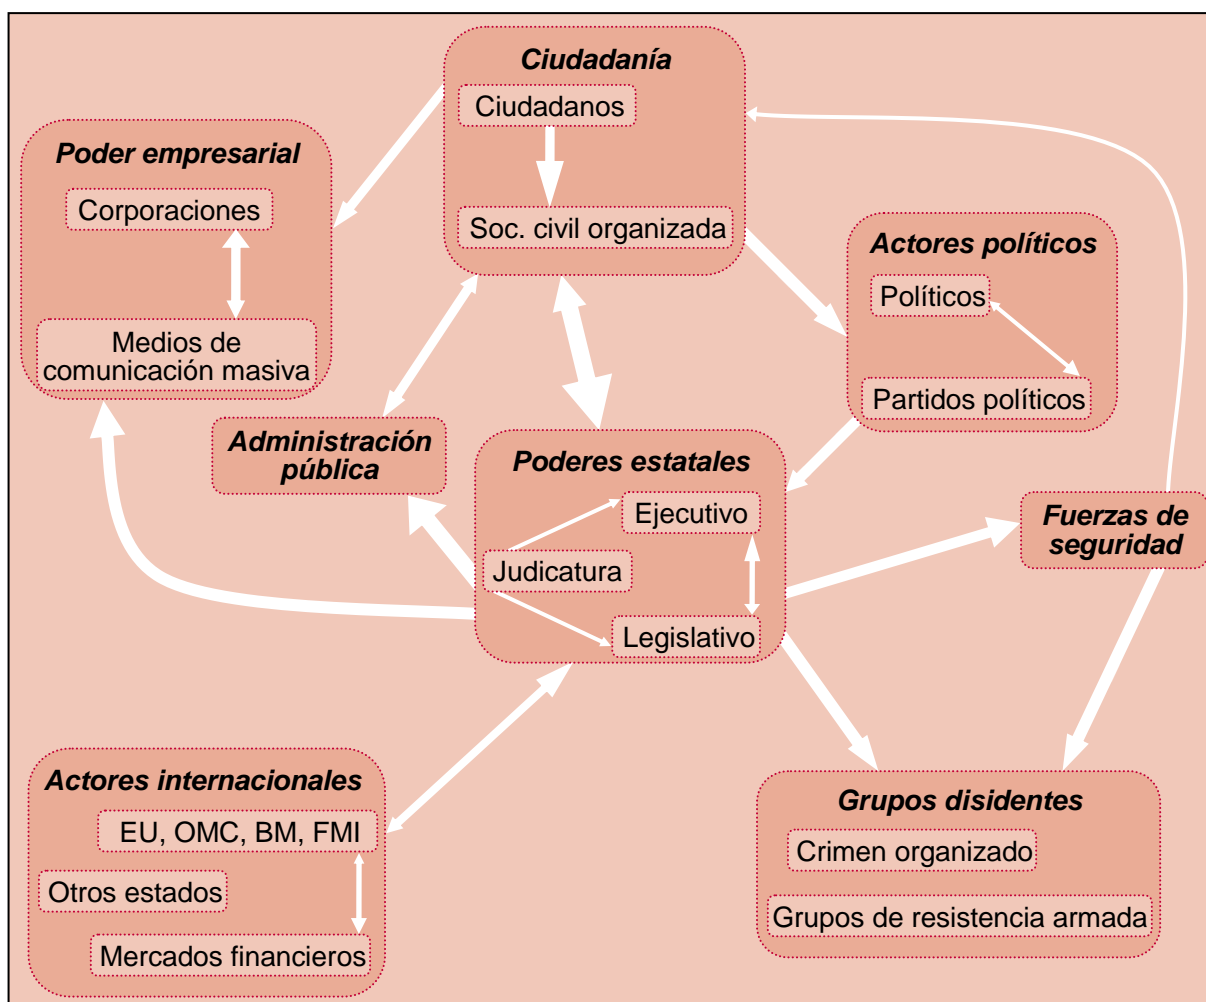 Ciudadanía
Ciudadanos
Soc. civil organizada
Poder empresarial
Corporaciones
Medios de
comunicación masiva
Actores políticos
Políticos
Partidos políticos
Administración
pública
Poderes estatales
Ejecutivo
Judicatura
Legislativo
Fuerzas de
seguridad
Actores internacionales
EU, OMC, BM, FMI
Otros estados
Mercados financieros
Grupos disidentes
Crimen organizado
Grupos de resistencia armada